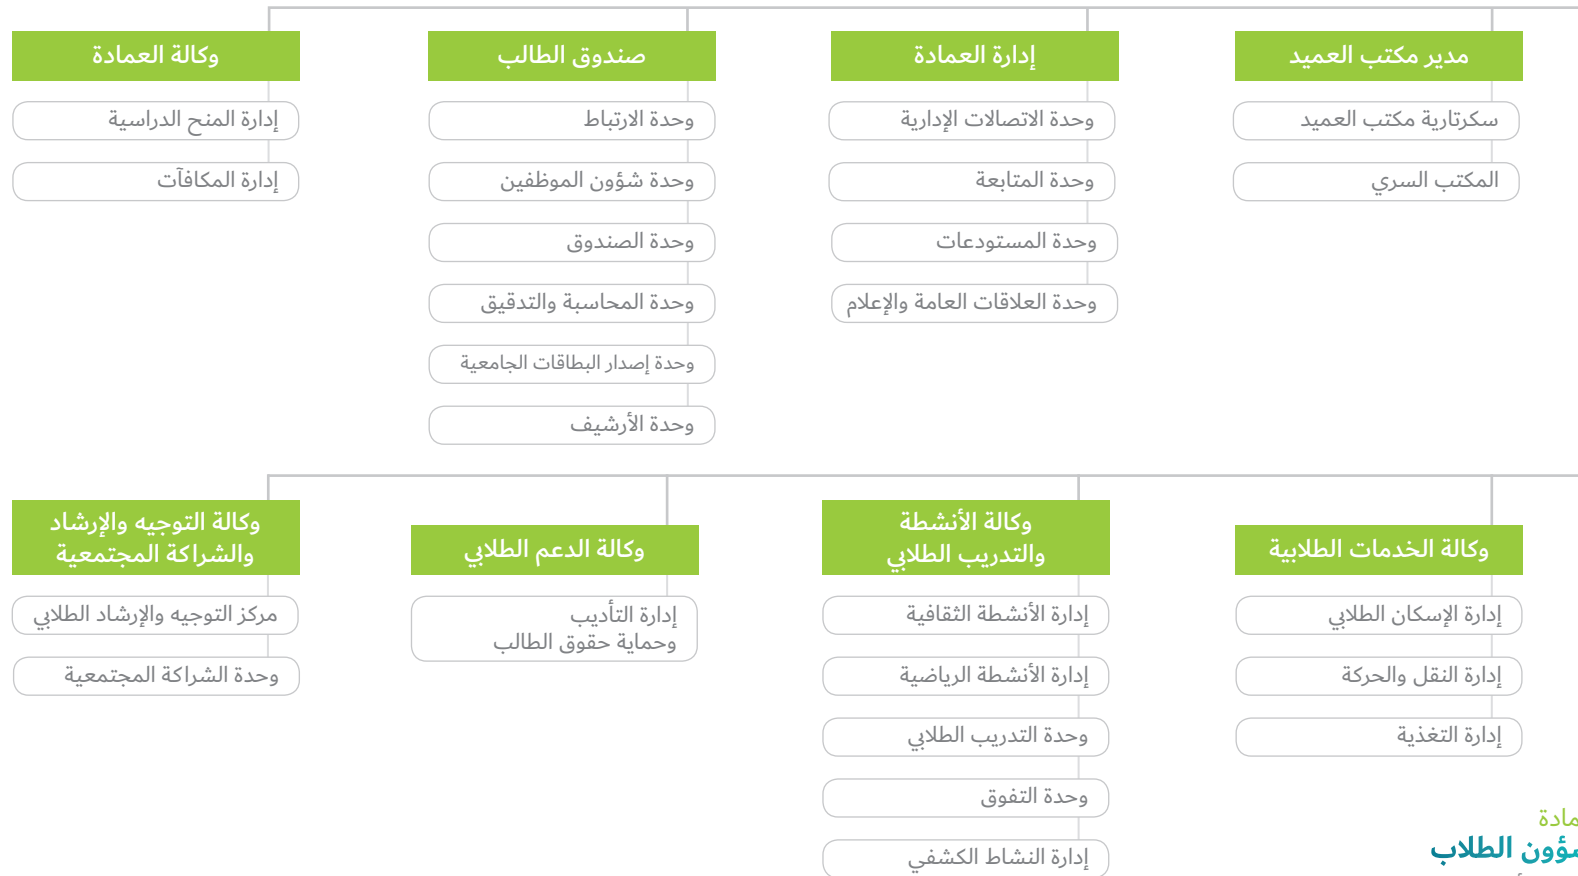 مدير مكتب العميد
سكرتارية مكتب العميد
المكتب السري
إدارة العمادة
وحدة الاتصالات الإدارية
وحدة المتابعة
وحدة المستودعات
وحدة العلاقات العامة والإعلام
صندوق الطالب
وحدة الارتباط
وحدة شؤون الموظفين
وحدة الصندوق
وحدة المحاسبة والتدقيق
وحدة إصدار البطاقات الجامعية
وحدة الأرشيف
وكالة العمادة
إدارة المنح الدراسية
إدارة المكافآت
وكالة الخدمات الطلابية
إدارة الإسكان الطلابي
إدارة النقل والحركة
إدارة التغذية
وكالة الأنشطة
والتدريب الطلابي
إدارة الأنشطة الثقافية
إدارة الأنشطة الرياضية
وحدة التدريب الطلابي
وحدة التفوق
إدارة النشاط الكشفي
وكالة الدعم الطلابي
إدارة التأديب
وحماية حقوق الطالب
وكالة التوجيه والإرشاد
والشراكة المجتمعية
مركز التوجيه والإرشاد الطلابي
وحدة الشراكة المجتمعية
الطلاب